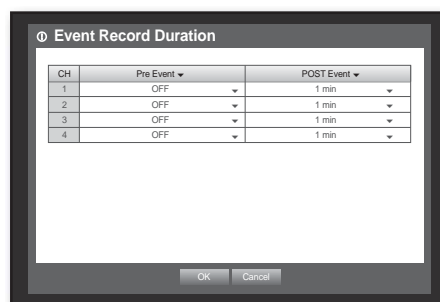 Event Record Duration
CH Pre Event POST Event
1 OFF 1 min
2 OFF 1 min
3 OFF 1 min
4 OFF 1 min
OK Cancel